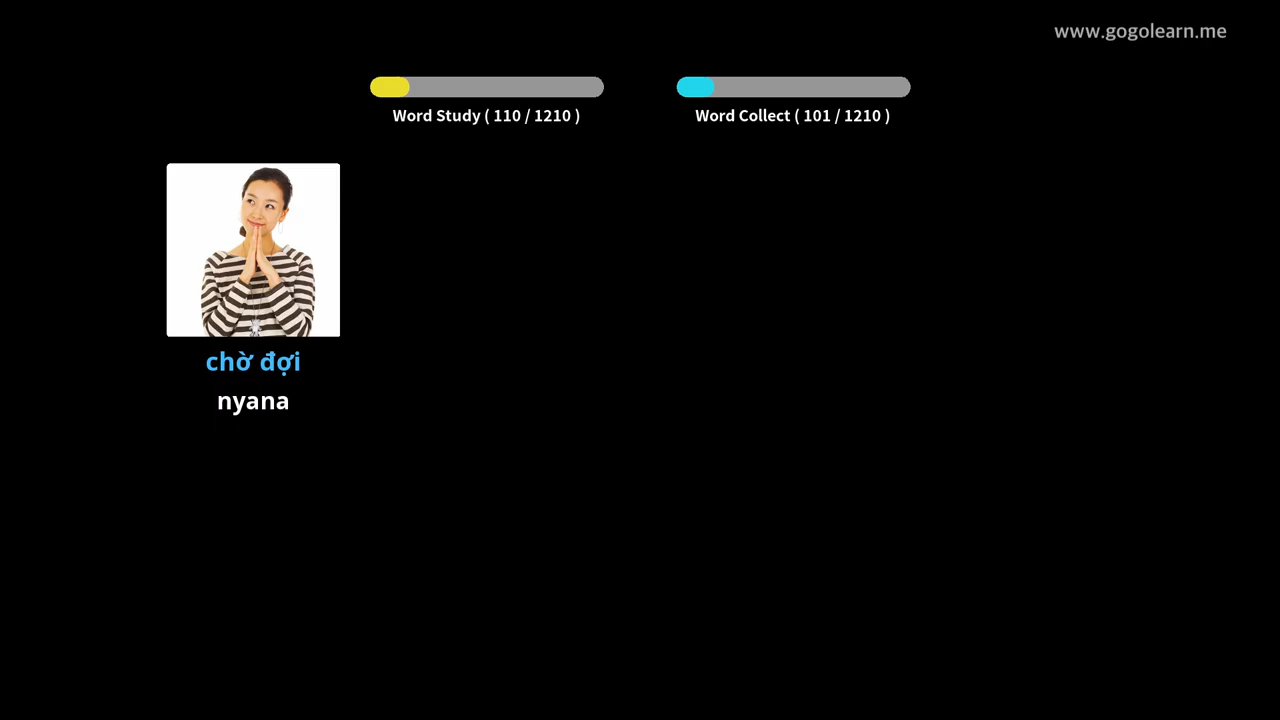 www.gogolearn.me
Word Study ( 110 / 1210 )
Word Collect ( 101 / 1210 )
chờ đợi
nyana